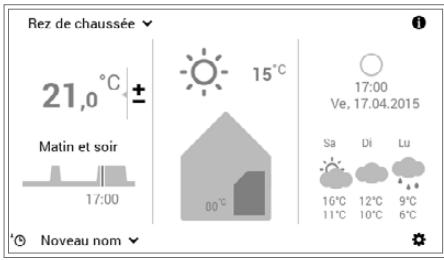 Rez de chaussée
21,0 °C ±
15°C
17:00
Ve, 17.04.2015
Matin et soir
17:00
00°C
Sa Di Lu
16°C 12°C 9°C
11°C 10°C 6°C
Noveau nom